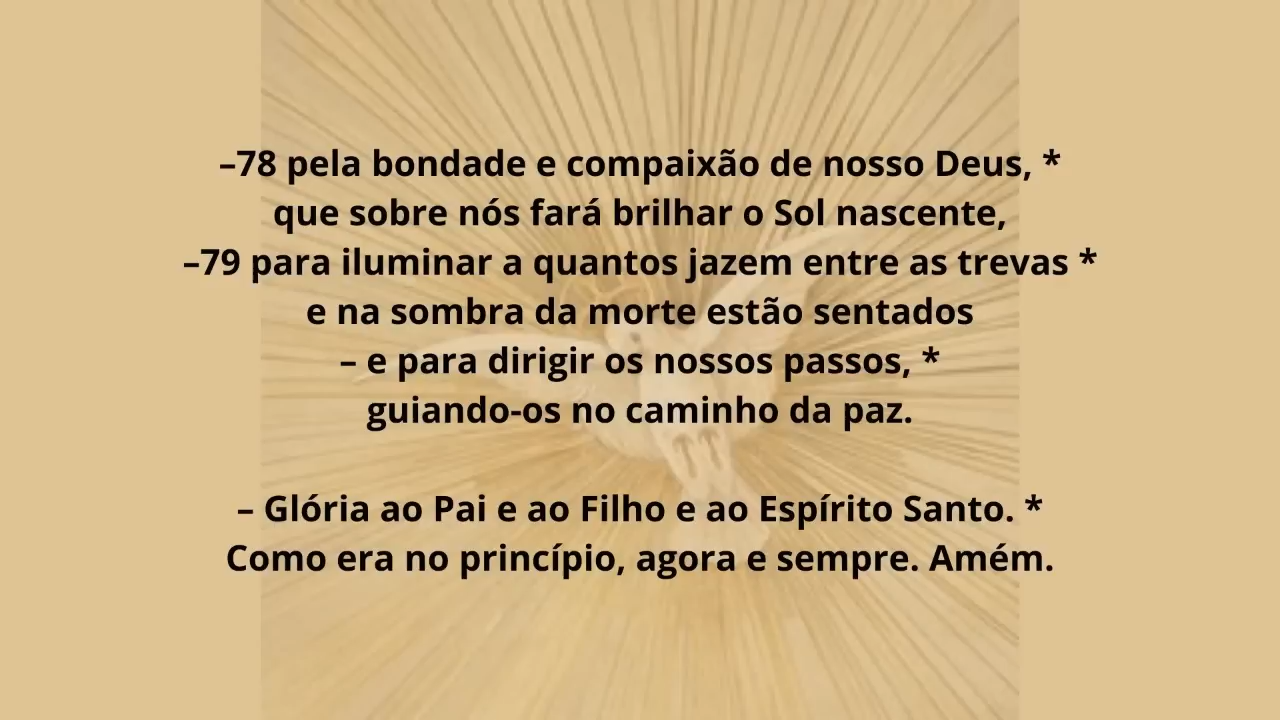 –78 pela bondade e compaixão de nosso Deus, *
que sobre nós fará brilhar o Sol nascente,
–79 para iluminar a quantos jazem entre as trevas *
e na sombra da morte estão sentados
– e para dirigir os nossos passos, *
guiando-os no caminho da paz.
– Glória ao Pai e ao Filho e ao Espírito Santo. *
Como era no princípio, agora e sempre. Amém.